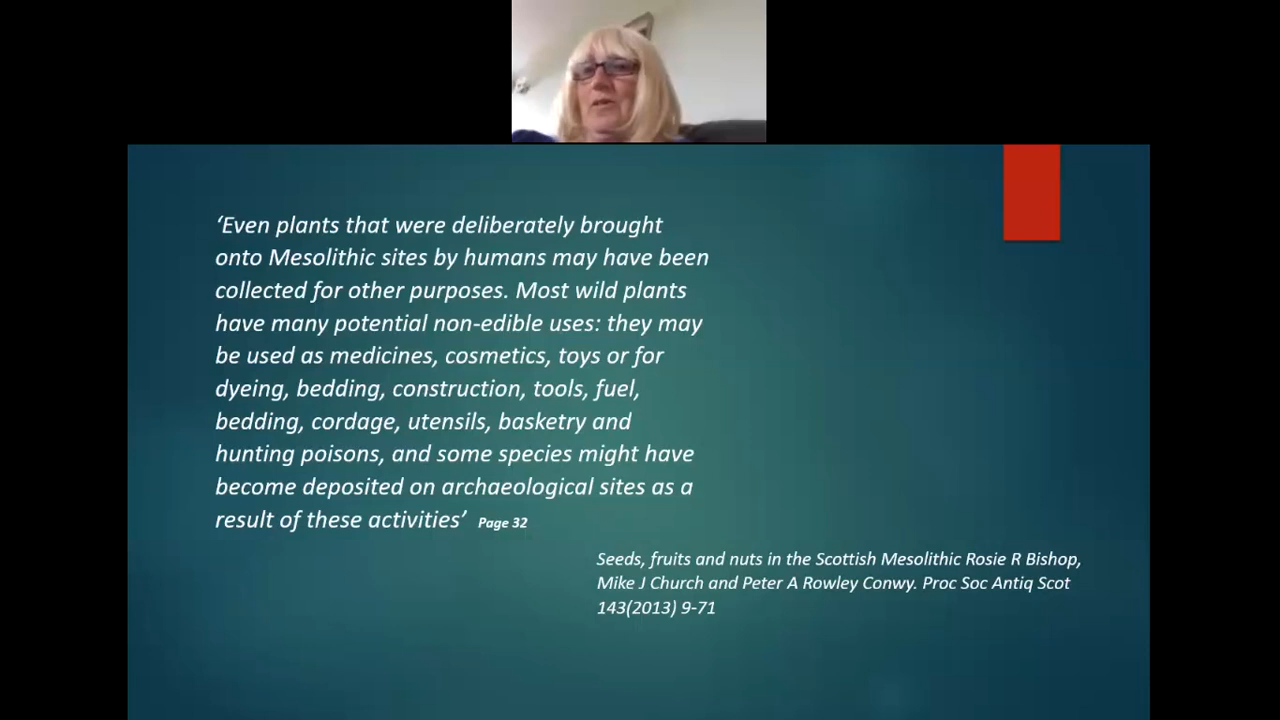 ‘Even plants that were deliberately brought
onto Mesolithic sites by humans may have been
collected for other purposes. Most wild plants
have many potential non-edible uses: they may
be used as medicines, cosmetics, toys or for
dyeing, bedding, construction, tools, fuel,
bedding, cordage, utensils, basketry and
hunting poisons, and some species might have
become deposited on archaeological sites as a
result of these activities’ Page 32
Seeds, fruits and nuts in the Scottish Mesolithic Rosie R Bishop,
Mike J Church and Peter A Rowley Conwy. Proc Soc Antiq Scot
143(2013) 9-71